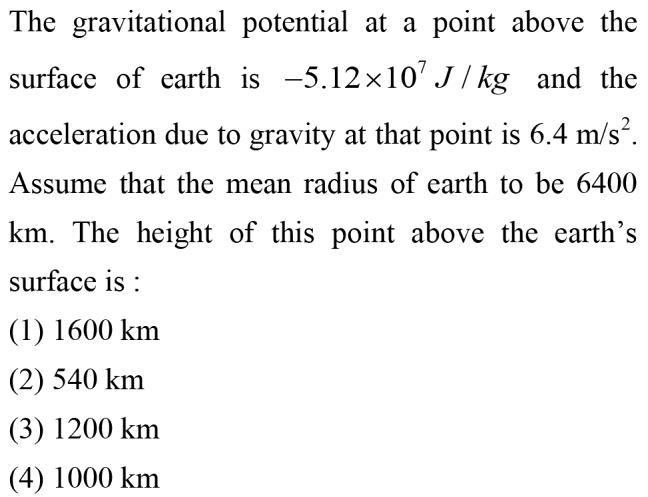 The gravitational potential at a point above the
surface of earth is −5.12×10⁷ J / kg and the
acceleration due to gravity at that point is 6.4 m/s².
Assume that the mean radius of earth to be 6400
km. The height of this point above the earth’s
surface is :
(1) 1600 km
(2) 540 km
(3) 1200 km
(4) 1000 km